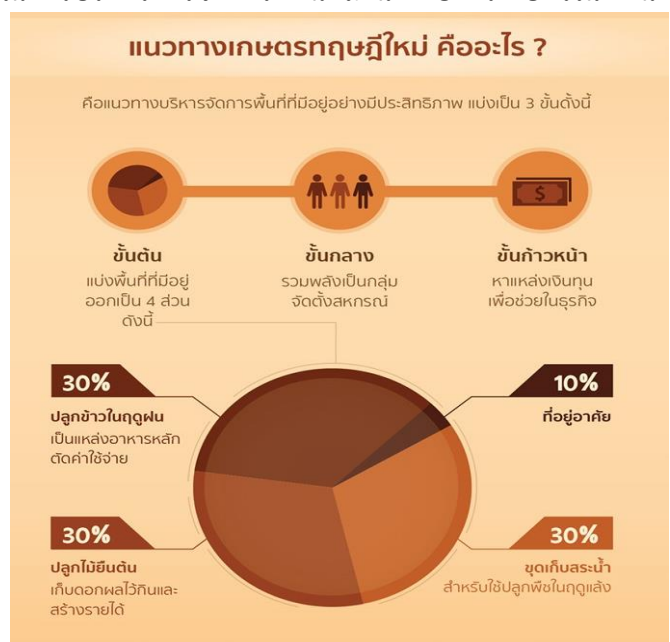 แนวทางเกษตรทฤษฎีใหม่ คืออะไร ?
คือแนวทางบริหารจัดการพื้นที่ที่มีอยู่อย่างมีประสิทธิภาพ แบ่งเป็น 3 ขั้นดังนี้
ขั้นต้น
แบ่งพื้นที่ที่มีอยู่
ออกเป็น 4 ส่วน
ดังนี้
ขั้นกลาง
รวมพลังเป็นกลุ่ม
จัดตั้งสหกรณ์
$
ขั้นก้าวหน้า
หาแหล่งเงินทุน
เพื่อช่วยในธุรกิจ
30%
ปลูกข้าวในฤดูฝน
เป็นแหล่งอาหารหลัก
ตัดค่าใช้จ่าย
10%
ที่อยู่อาศัย
30%
ปลูกไม้ยืนต้น
เก็บดอกผลไว้กินและ
สร้างรายได้
30%
ขุดเก็บสระน้ำ
สำหรับใช้ปลูกพืชในฤดูแล้ง